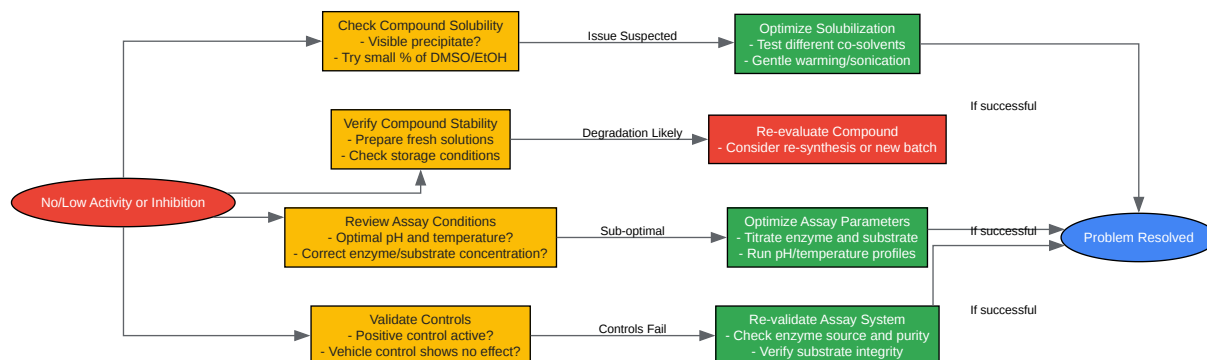 Check Compound Solubility
- Visible precipitate?
- Try small % of DMSO/EtOH
Issue Suspected
Optimize Solubilization
- Test different co-solvents
- Gentle warming/sonication
If successful
Verify Compound Stability
- Prepare fresh solutions
- Check storage conditions
Degradation Likely
Re-evaluate Compound
- Consider re-synthesis or new batch
No/Low Activity or Inhibition
Review Assay Conditions
- Optimal pH and temperature?
- Correct enzyme/substrate concentration?
Sub-optimal
Optimize Assay Parameters
- Titrate enzyme and substrate
- Run pH/temperature profiles
If successful
Problem Resolved
Validate Controls
- Positive control active?
- Vehicle control shows no effect?
Controls Fail
Re-validate Assay System
- Check enzyme source and purity
- Verify substrate integrity
If successful